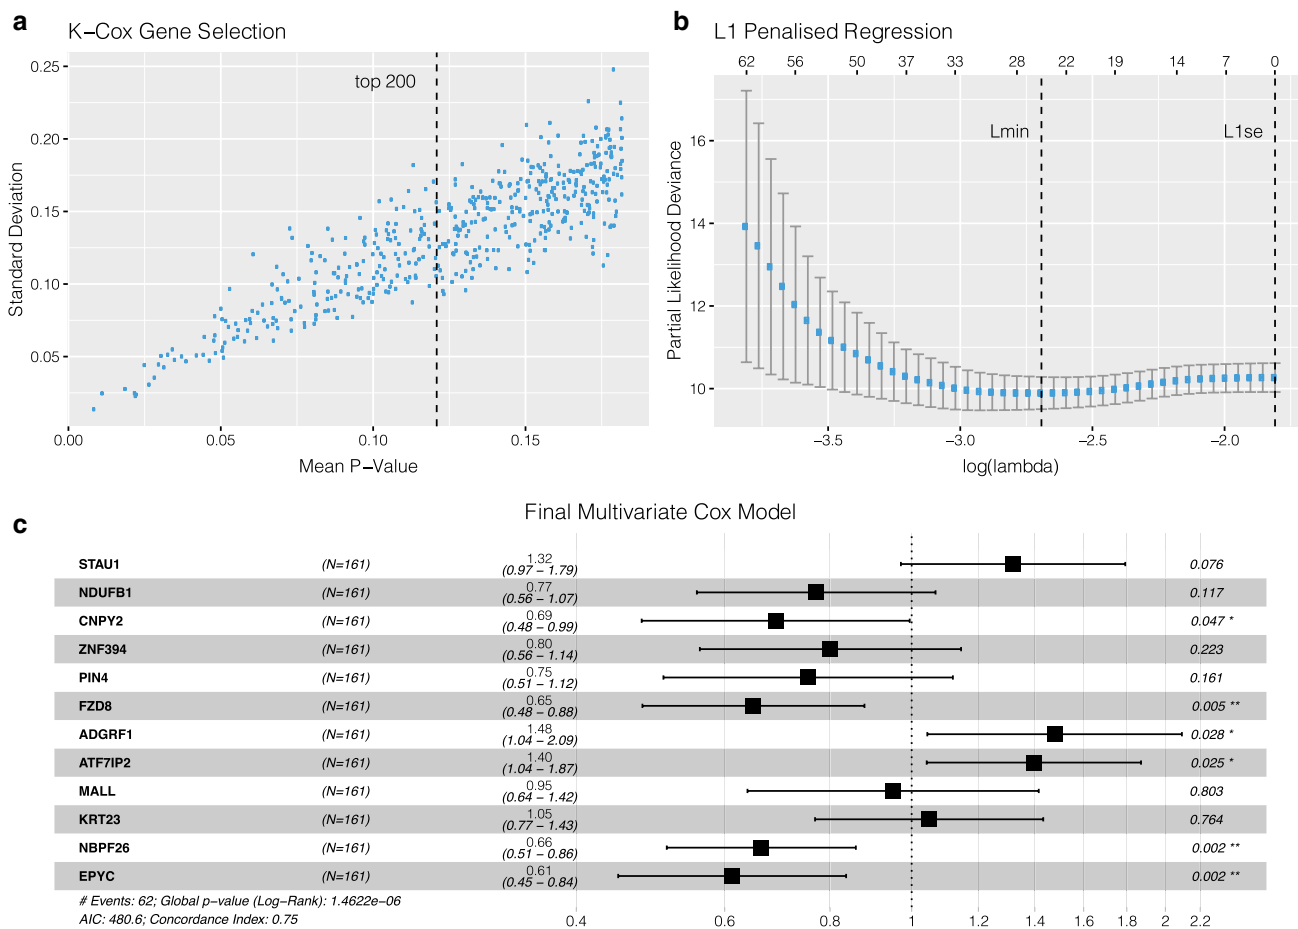 a
K−Cox Gene Selection
top 200
0.25
0.20
0.15
0.10
0.05
Standard Deviation
0.00
0.05
0.10
0.15
Mean P−Value
b
L1 Penalised Regression
62
56
50
37
33
28
22
19
14
7
0
Lmin
L1se
16
14
12
10
Partial Likelihood Deviance
−3.5
−3.0
−2.5
−2.0
log(lambda)
c
Final Multivariate Cox Model
STAU1 (N=161) 1.32 (0.97 − 1.79) 0.076
NDUFB1 (N=161) 0.77 (0.56 − 1.07) 0.117
CNPY2 (N=161) 0.69 (0.48 − 0.99) 0.047 *
ZNF394 (N=161) 0.80 (0.56 − 1.14) 0.223
PIN4 (N=161) 0.75 (0.51 − 1.12) 0.161
FZD8 (N=161) 0.65 (0.48 − 0.88) 0.005 **
ADGRF1 (N=161) 1.48 (1.04 − 2.09) 0.028 *
ATF7IP2 (N=161) 1.40 (1.04 − 1.87) 0.025 *
MALL (N=161) 0.95 (0.64 − 1.42) 0.803
KRT23 (N=161) 1.05 (0.77 − 1.43) 0.764
NBPF26 (N=161) 0.66 (0.51 − 0.86) 0.002 **
EPYC (N=161) 0.61 (0.45 − 0.84) 0.002 **
# Events: 62; Global p−value (Log−Rank): 1.4622e−06
AIC: 480.6; Concordance Index: 0.75
0.4
0.6
0.8
1
1.2
1.4
1.6
1.8
2
2.2